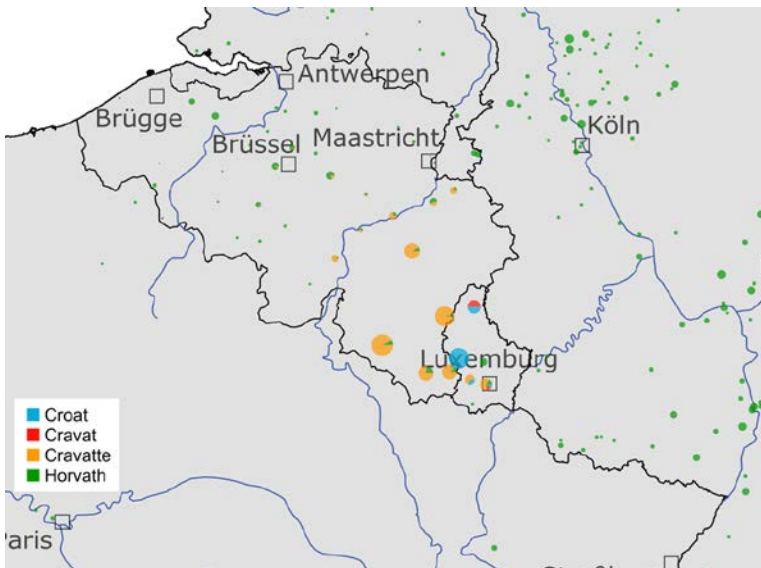 Antwerpen
Brügge
Köln
Maastricht
Brüssel
Luxemburg
Croat
Cravat
Cravatte
Horvath
Paris